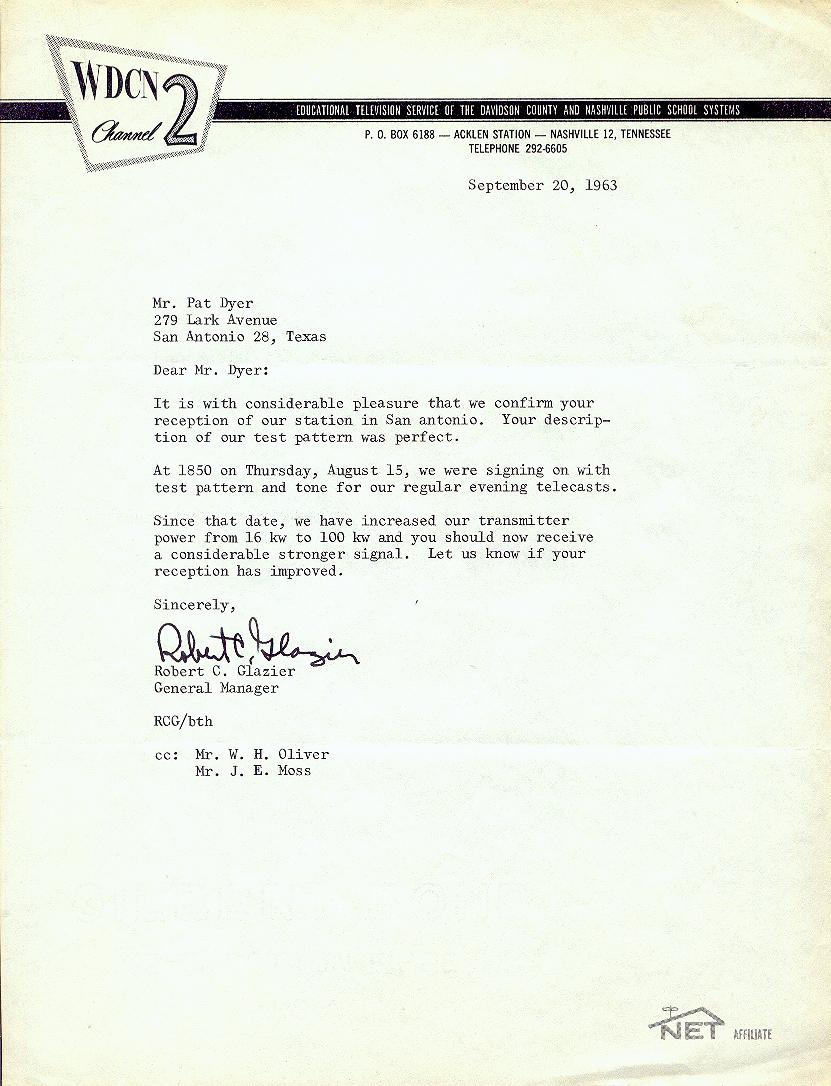 WDCN
Channel 2
EDUCATIONAL TELEVISION SERVICE OF THE DAVIDSON COUNTY AND NASHVILLE PUBLIC SCHOOL SYSTEMS
P. O. BOX 6188 — ACKLEN STATION — NASHVILLE 12, TENNESSEE
TELEPHONE 292-6605
September 20, 1963
Mr. Pat Dyer
279 Lark Avenue
San Antonio 28, Texas
Dear Mr. Dyer:
It is with considerable pleasure that we confirm your
reception of our station in San antonio. Your descrip-
tion of our test pattern was perfect.
At 1850 on Thursday, August 15, we were signing on with
test pattern and tone for our regular evening telecasts.
Since that date, we have increased our transmitter
power from 16 kw to 100 kw and you should now receive
a considerable stronger signal. Let us know if your
reception has improved.
Sincerely,
Robert C. Glazier
Robert C. Glazier
General Manager
RCG/bth
cc: Mr. W. H. Oliver
Mr. J. E. Moss
NET AFFILIATE